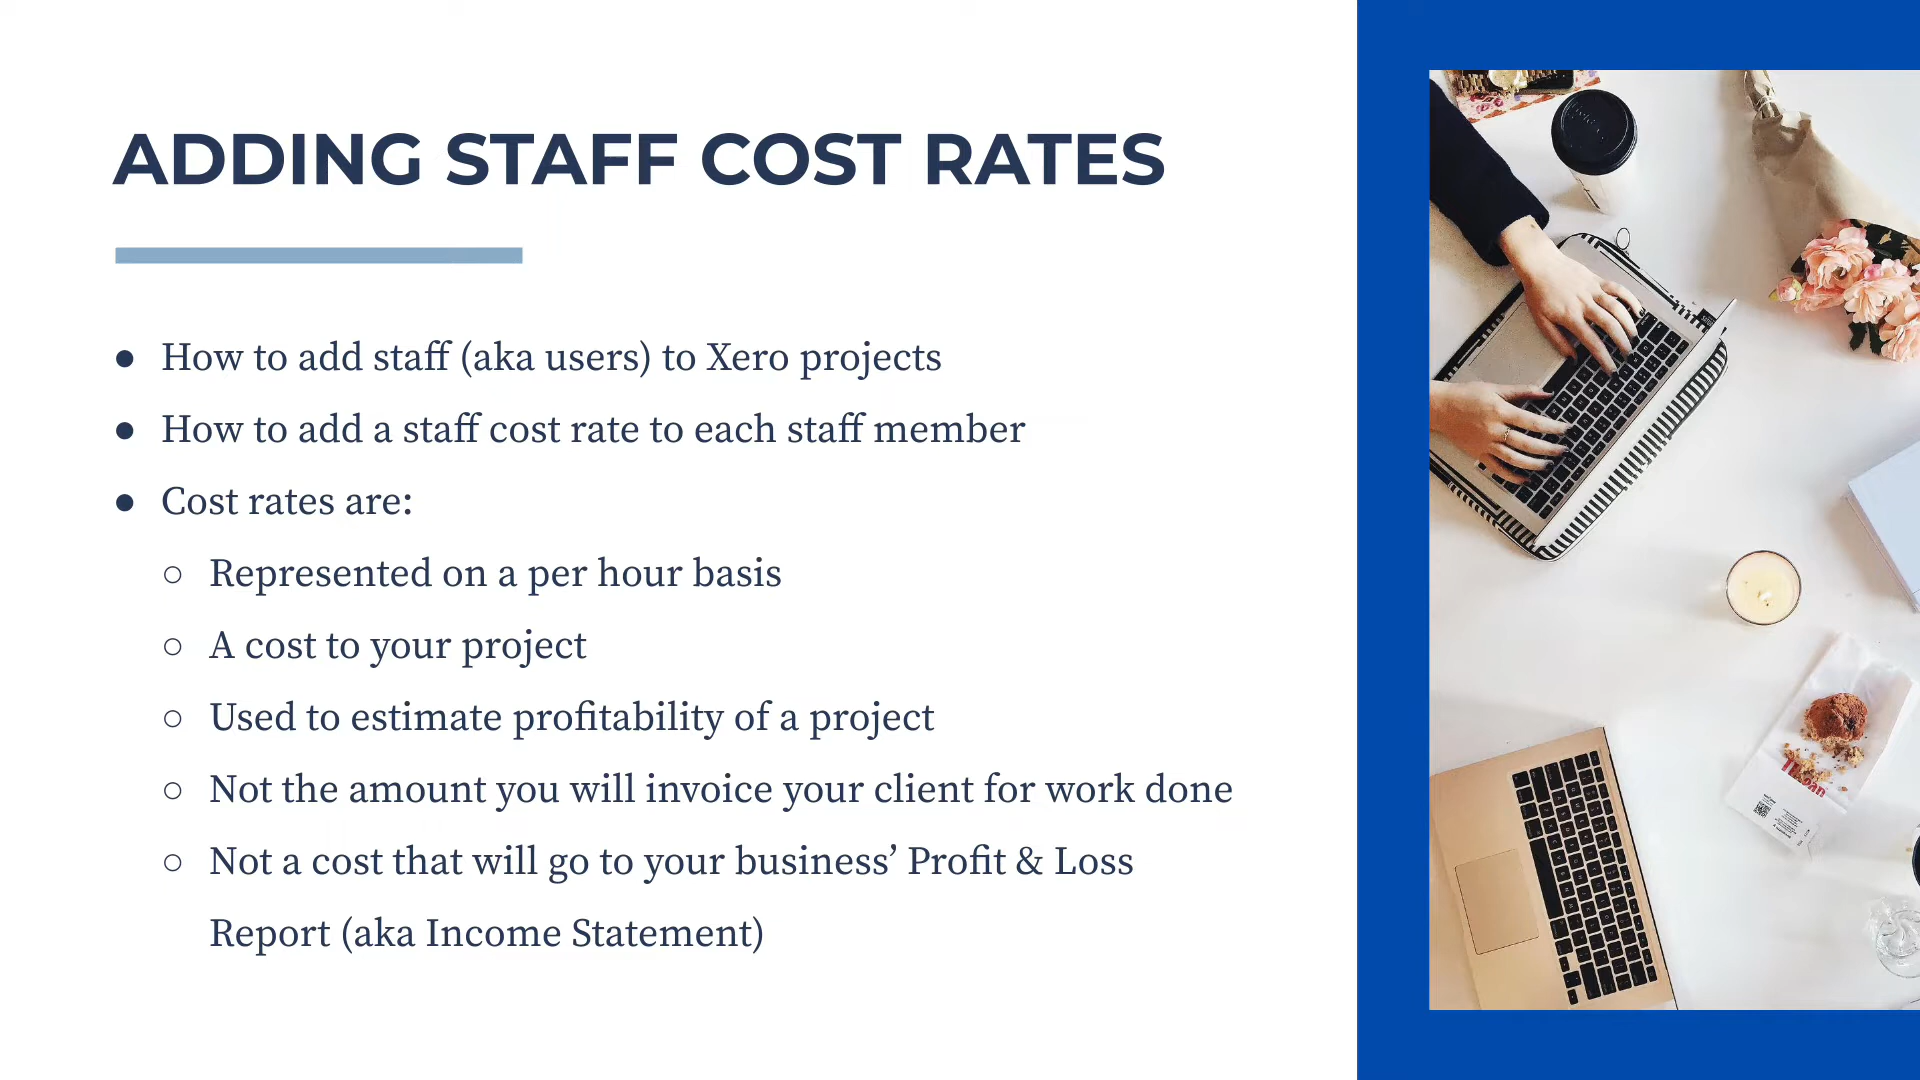 ADDING STAFF COST RATES
● How to add staff (aka users) to Xero projects
● How to add a staff cost rate to each staff member
● Cost rates are:
○ Represented on a per hour basis
○ A cost to your project
○ Used to estimate profitability of a project
○ Not the amount you will invoice your client for work done
○ Not a cost that will go to your business’ Profit & Loss
Report (aka Income Statement)